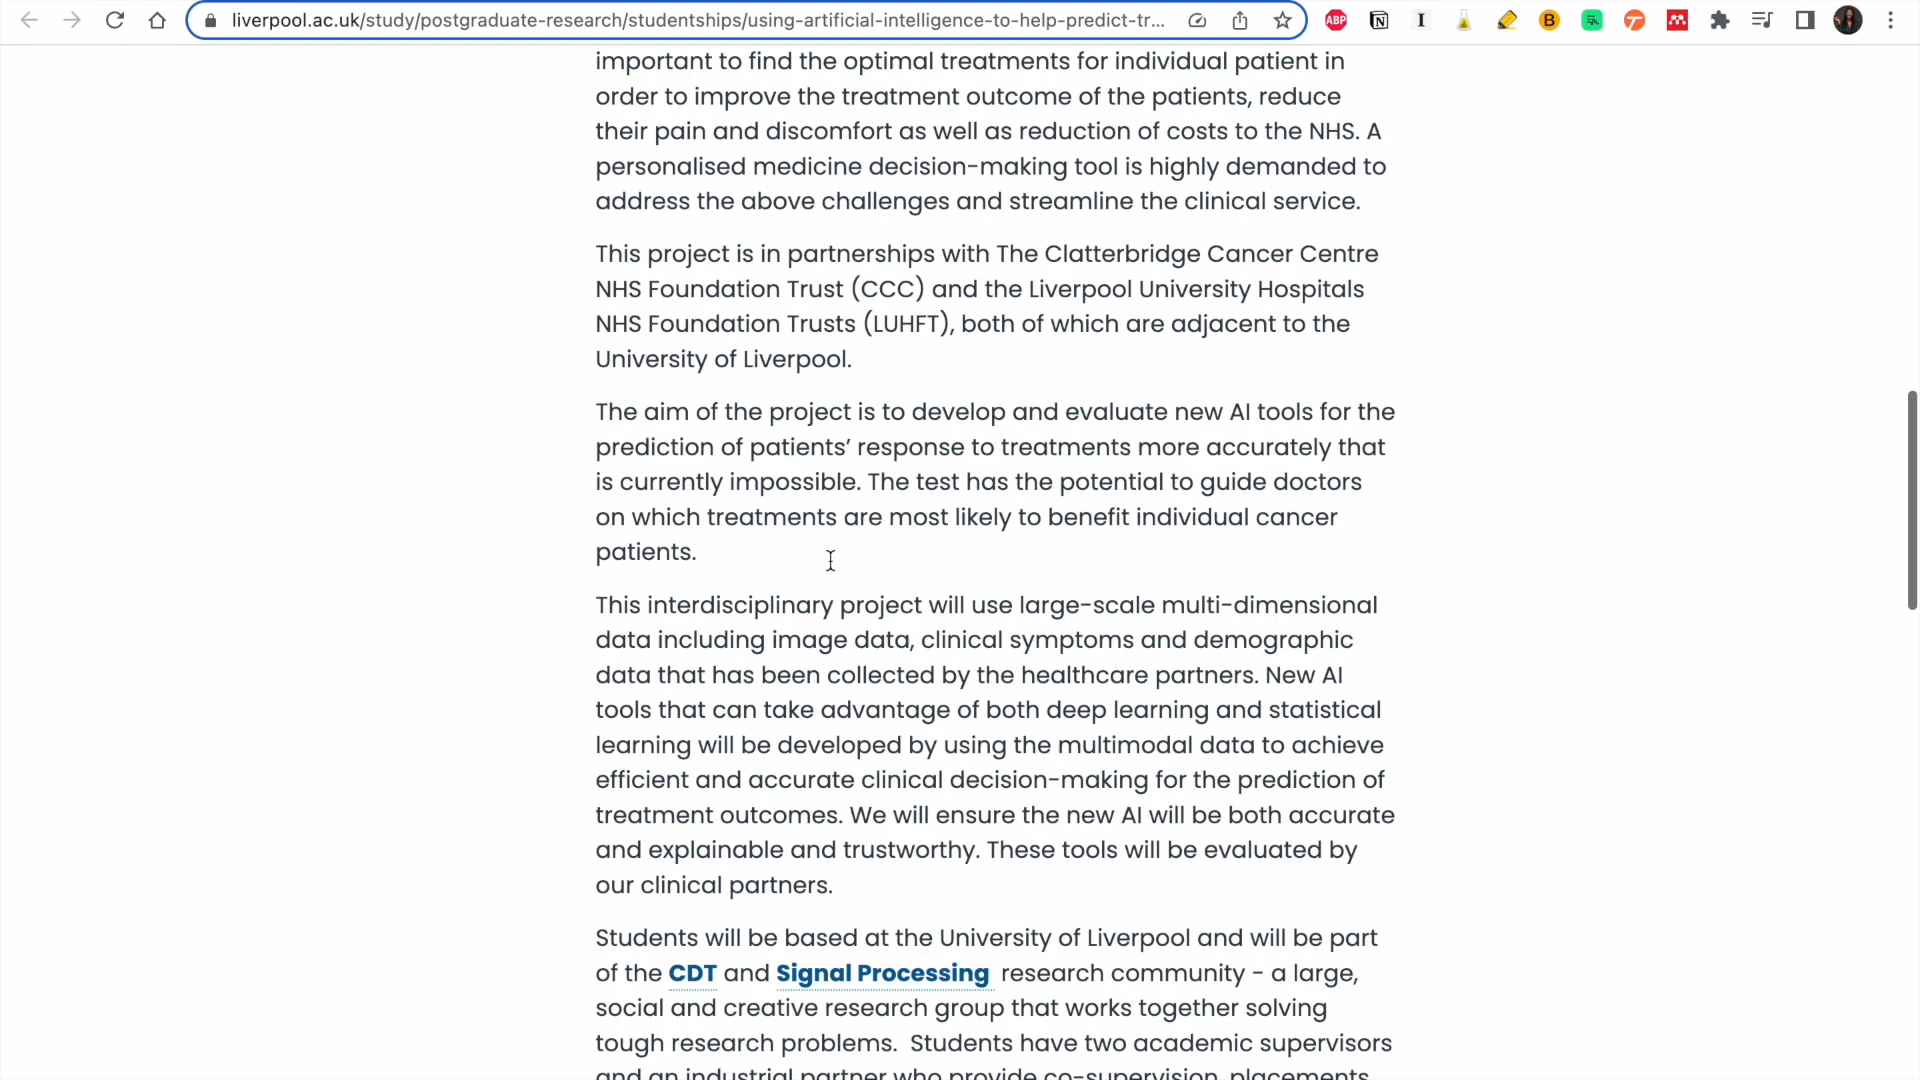 liverpool.ac.uk/study/postgraduate-research/studentships/using-artificial-intelligence-to-help-predict-tr...
ABP
N
I
B
important to find the optimal treatments for individual patient in
order to improve the treatment outcome of the patients, reduce
their pain and discomfort as well as reduction of costs to the NHS. A
personalised medicine decision-making tool is highly demanded to
address the above challenges and streamline the clinical service.
This project is in partnerships with The Clatterbridge Cancer Centre
NHS Foundation Trust (CCC) and the Liverpool University Hospitals
NHS Foundation Trusts (LUHFT), both of which are adjacent to the
University of Liverpool.
The aim of the project is to develop and evaluate new AI tools for the
prediction of patients’ response to treatments more accurately that
is currently impossible. The test has the potential to guide doctors
on which treatments are most likely to benefit individual cancer
patients.
This interdisciplinary project will use large-scale multi-dimensional
data including image data, clinical symptoms and demographic
data that has been collected by the healthcare partners. New AI
tools that can take advantage of both deep learning and statistical
learning will be developed by using the multimodal data to achieve
efficient and accurate clinical decision-making for the prediction of
treatment outcomes. We will ensure the new AI will be both accurate
and explainable and trustworthy. These tools will be evaluated by
our clinical partners.
Students will be based at the University of Liverpool and will be part
of the CDT and Signal Processing research community - a large,
social and creative research group that works together solving
tough research problems. Students have two academic supervisors
and an industrial partner who provide co-supervision, placements